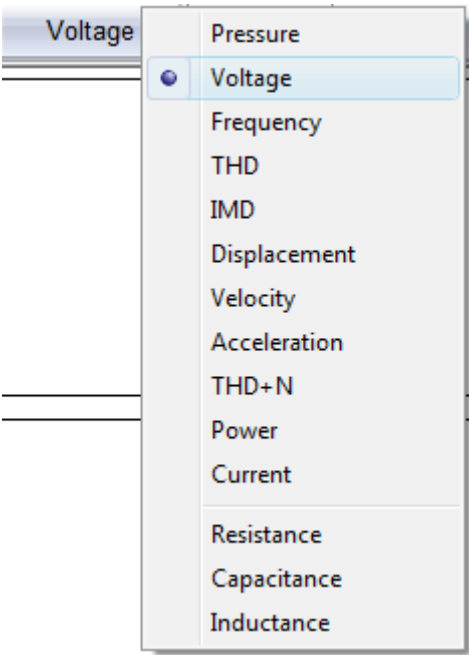 Voltage
Pressure
Voltage
Frequency
THD
IMD
Displacement
Velocity
Acceleration
THD+N
Power
Current
Resistance
Capacitance
Inductance